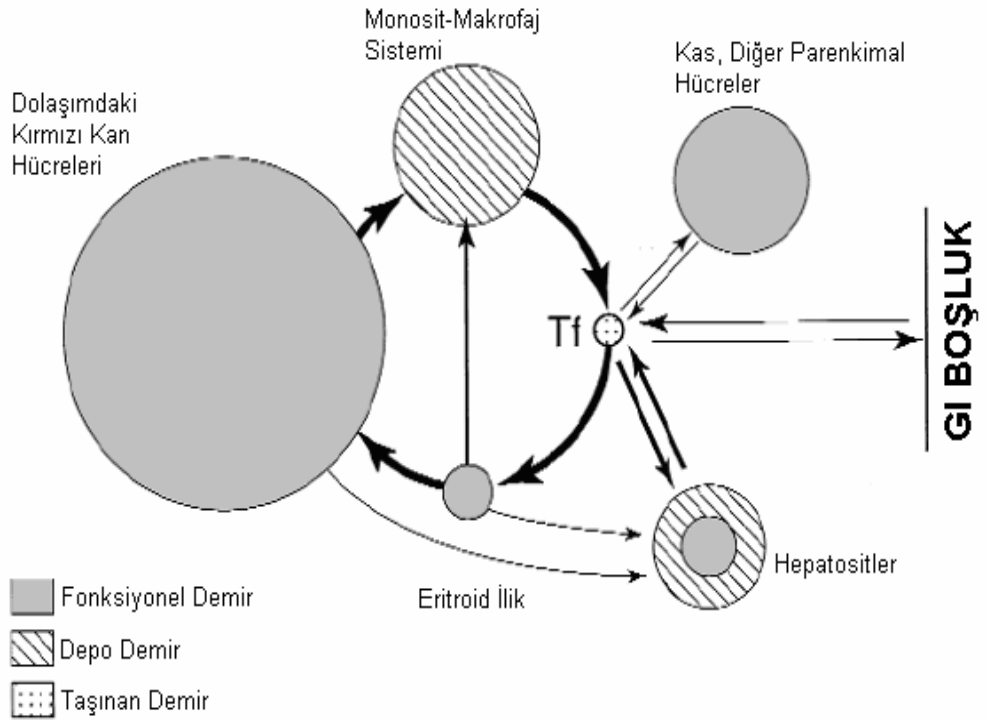 Monosit-Makrofaj
Sistemi
Kas, Diğer Parenkimal
Hücreler
Dolaşımdaki
Kırmızı Kan
Hücreleri
Tf
GI BOŞLUK
Hepatositler
Eritroid İlik
Fonksiyonel Demir
Depo Demir
Taşınan Demir